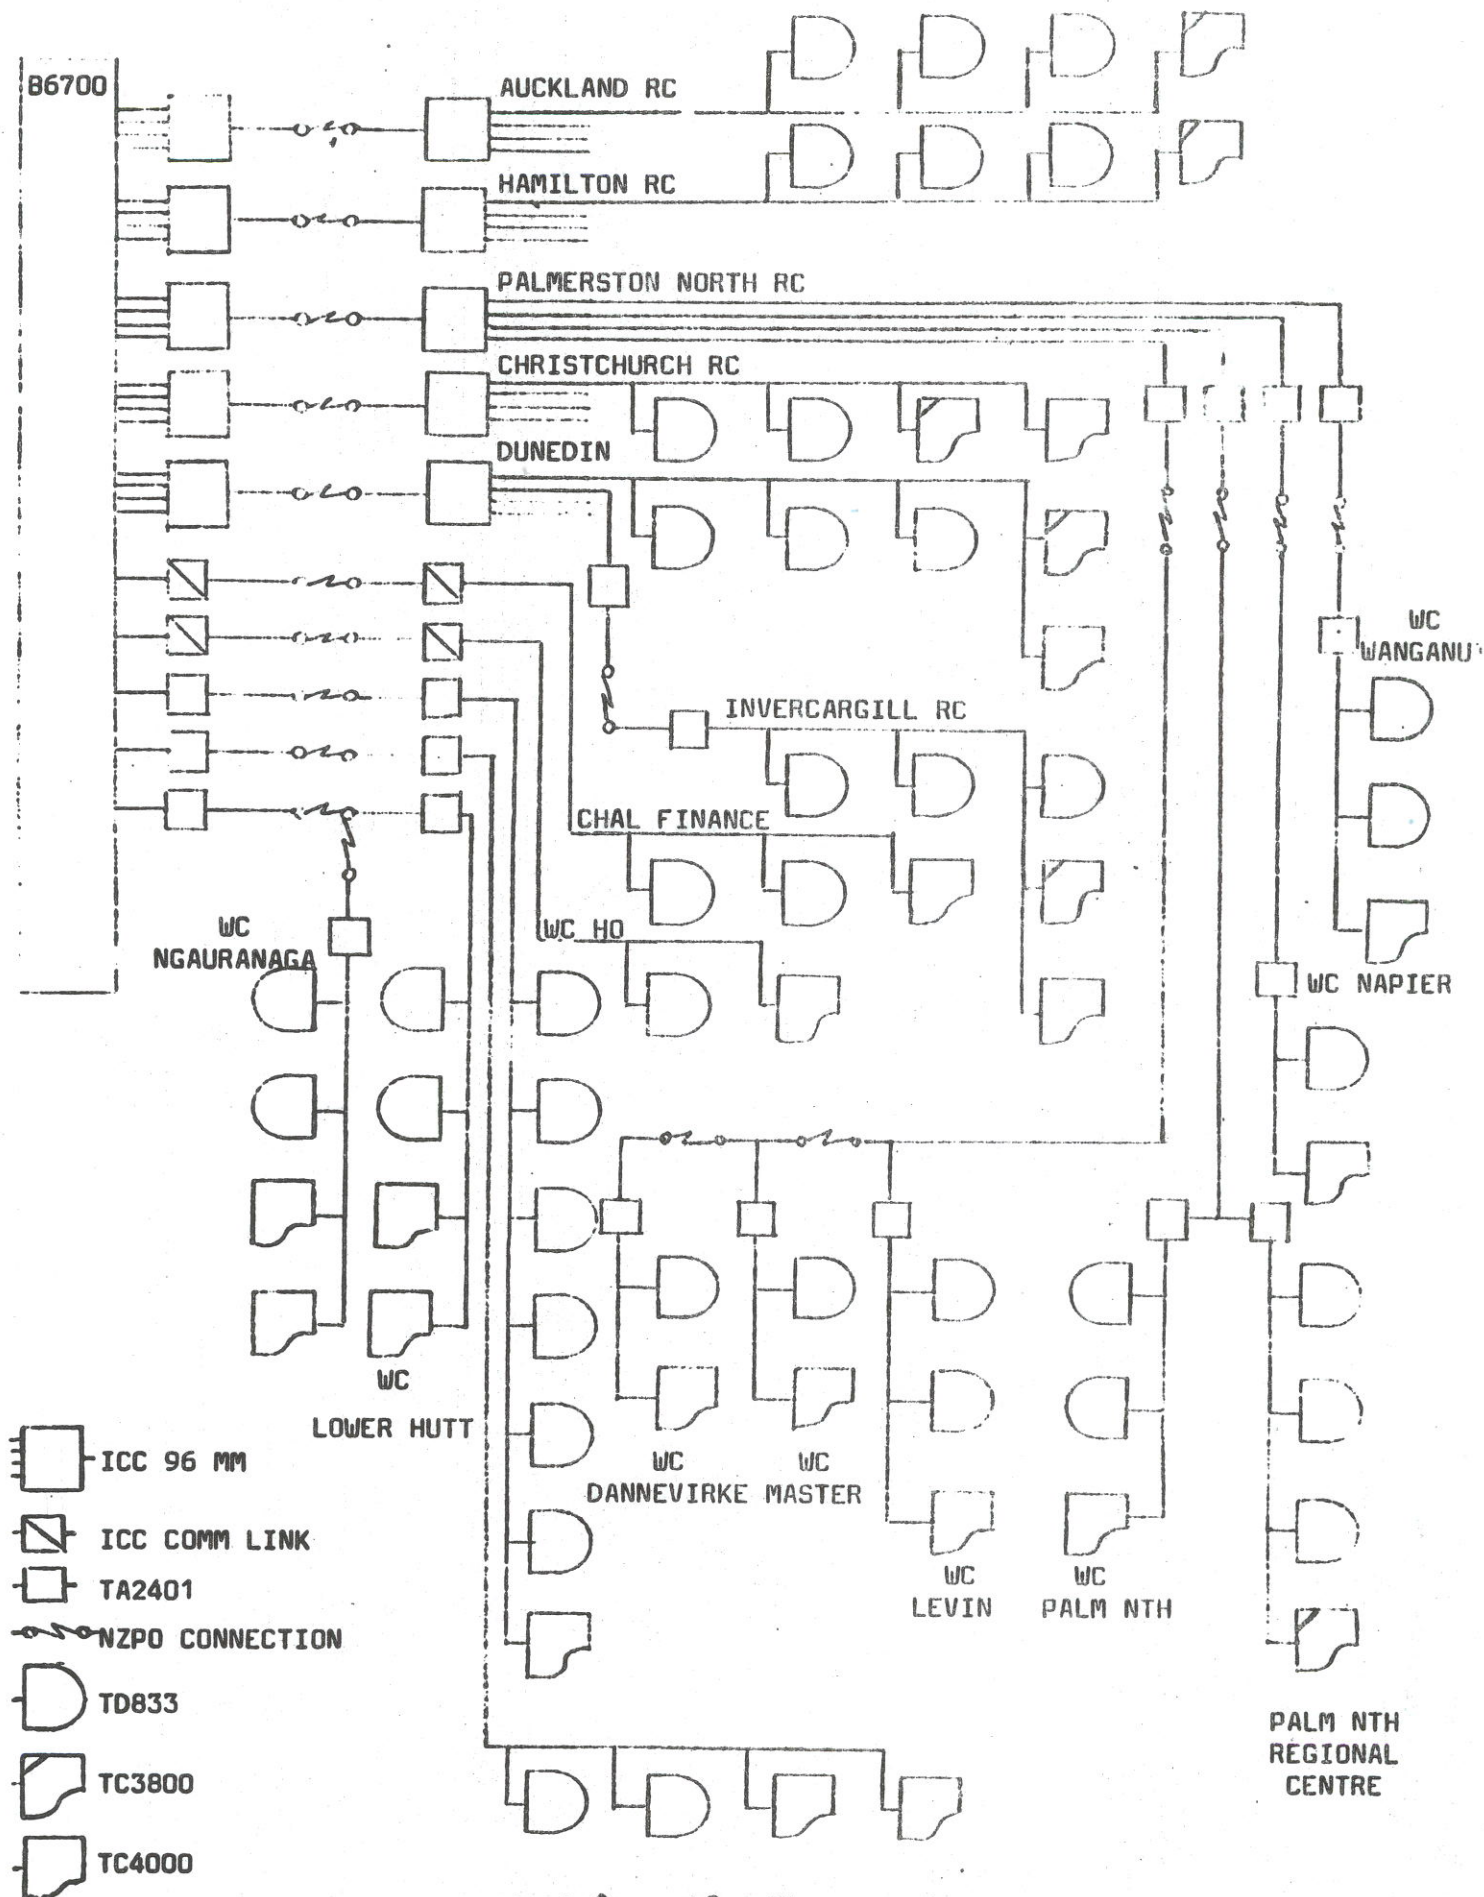 B6700
AUCKLAND RC
HAMILTON RC
PALMERSTON NORTH RC
CHRISTCHURCH RC
DUNEDIN
WC
WANGANU
INVERCARGILL RC
CHAL FINANCE
WC
NGAURANAGA
WC HO
WC NAPIER
WC
LOWER HUTT
WC
DANNEVIRKE
WC
MASTER
WC
LEVIN
WC
PALM NTH
PALM NTH
REGIONAL
CENTRE
ICC 96 MM
ICC COMM LINK
TA2401
NZPO CONNECTION
TD833
TC3800
TC4000